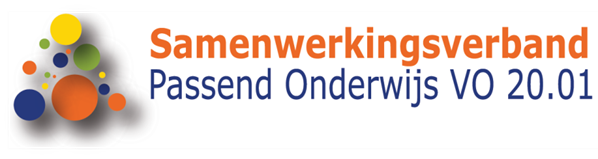 Samenwerkingsverband
Passend Onderwijs VO 20.01